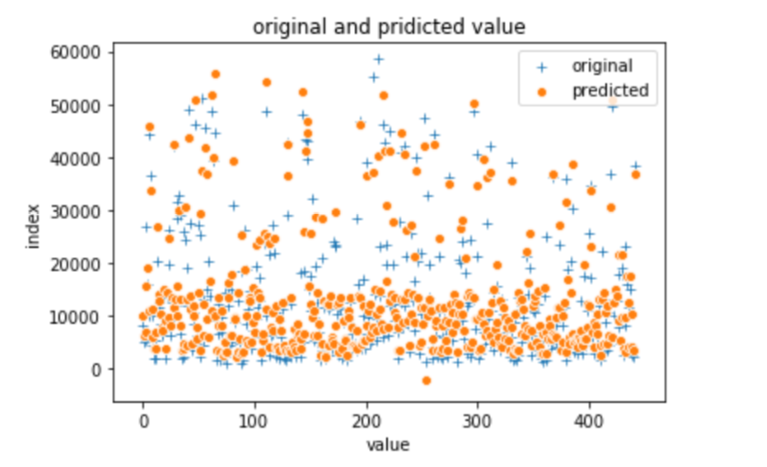 original and pridicted value
60000
50000
40000
30000
20000
10000
0
index
original
predicted
0
100
200
300
400
value